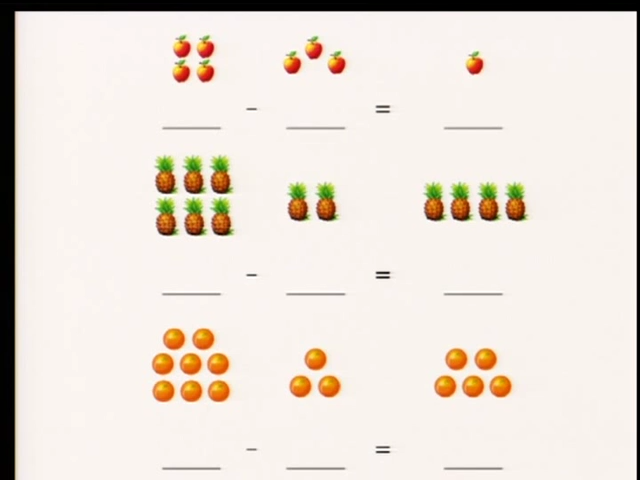 - =
- =
- =